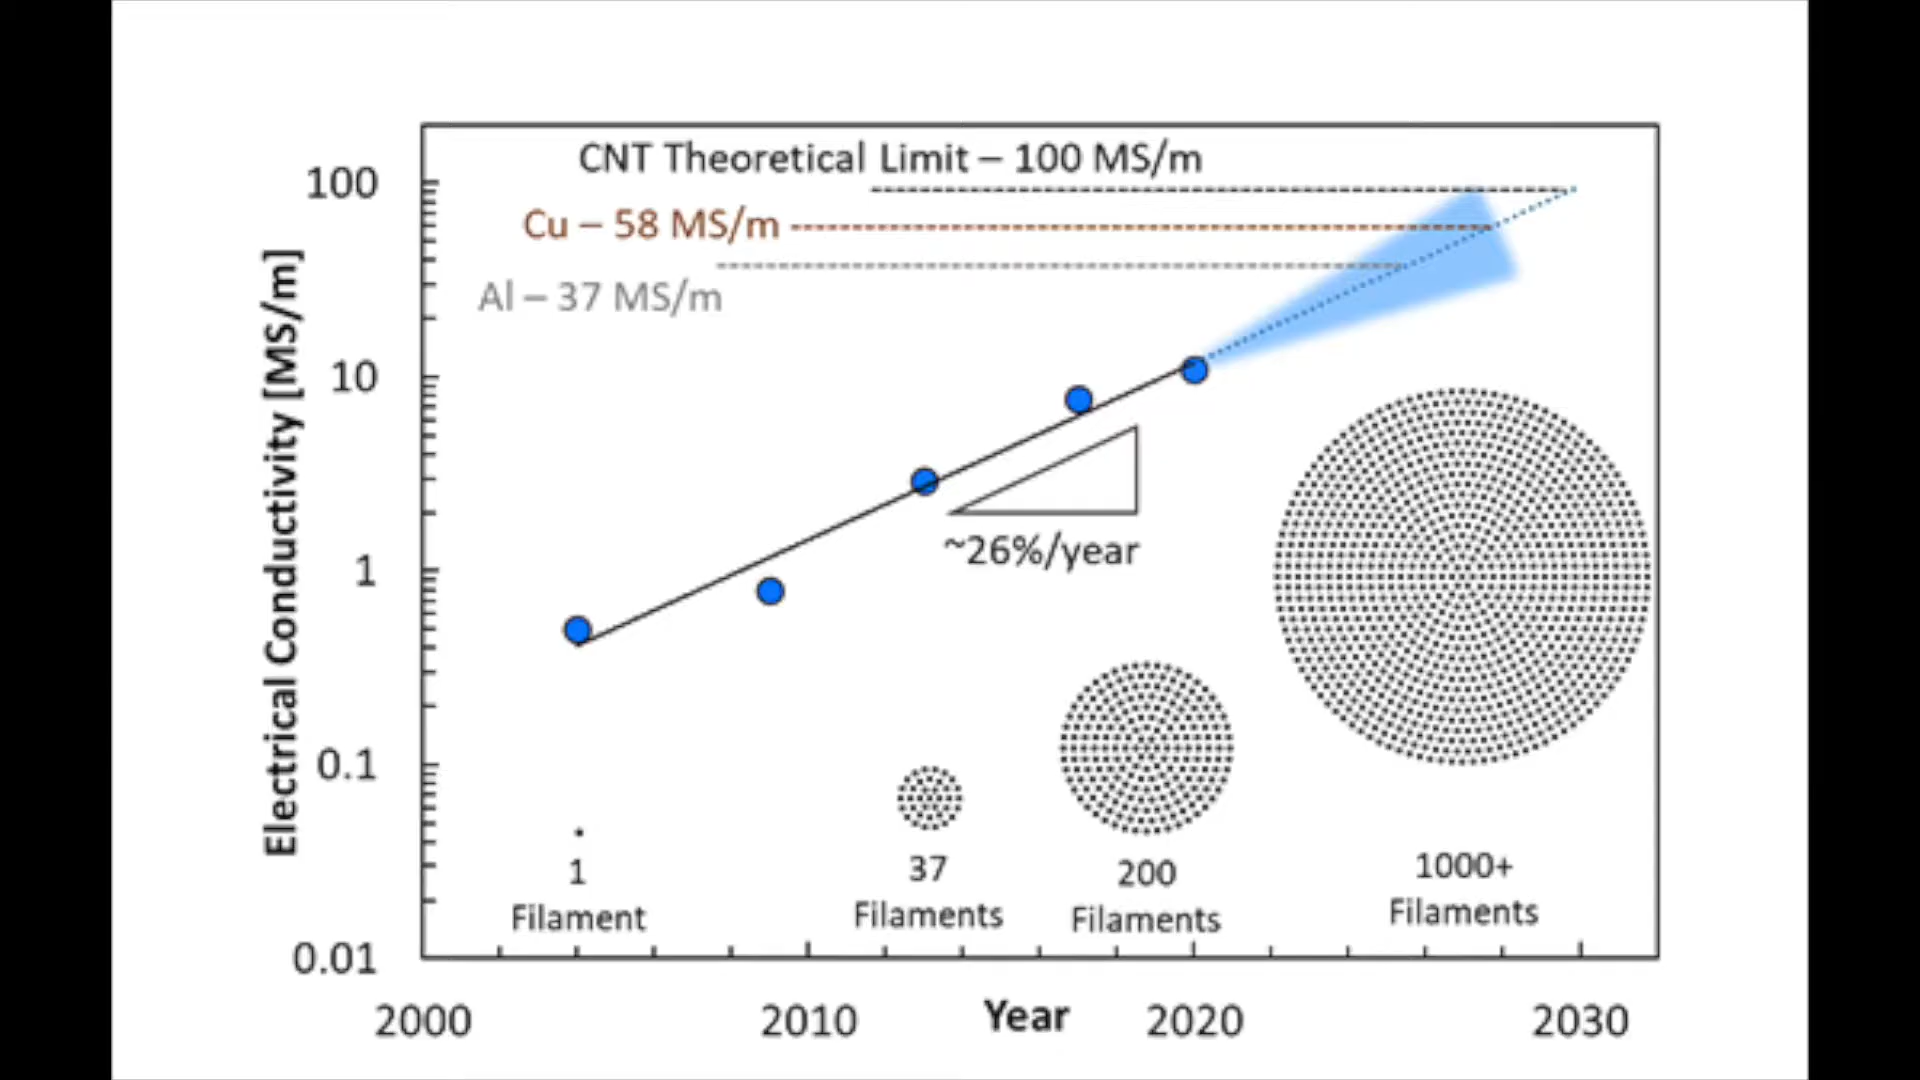 CNT Theoretical Limit – 100 MS/m
Cu – 58 MS/m
Al – 37 MS/m
Electrical Conductivity [MS/m]
100
10
1
0.1
0.01
~26%/year
1
Filament
37
Filaments
200
Filaments
1000+
Filaments
2000
2010
Year
2020
2030